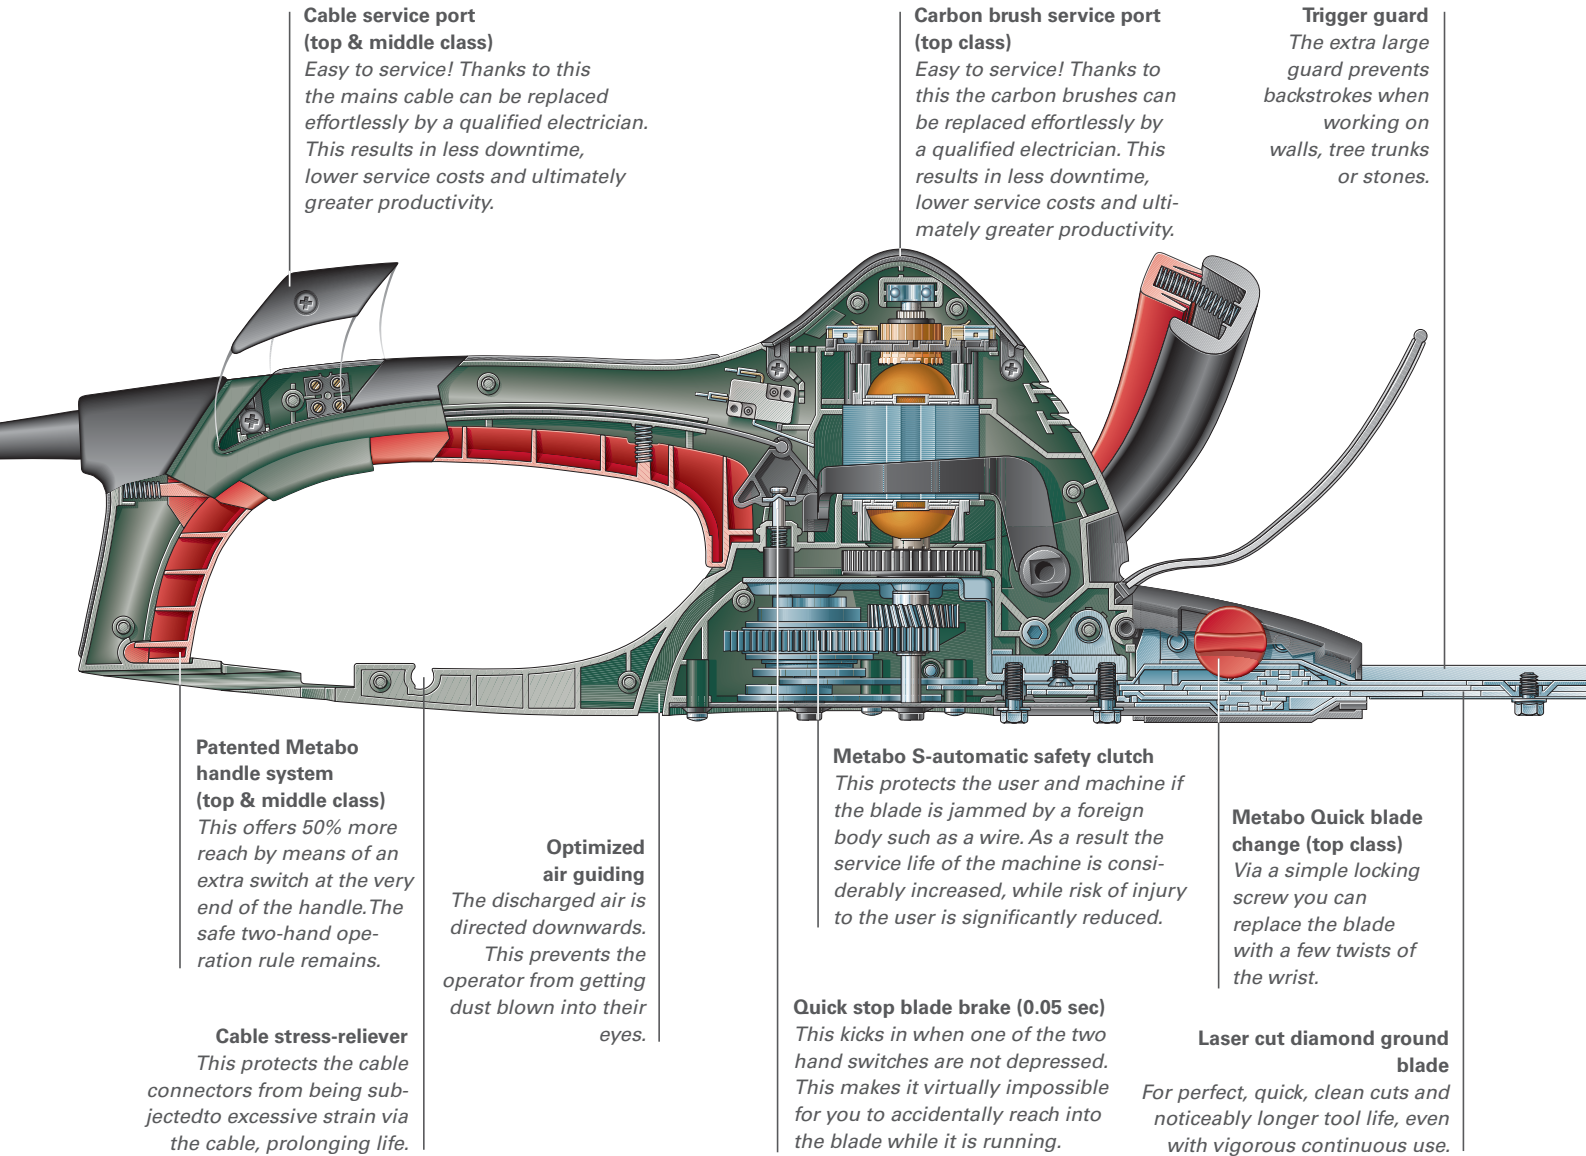 Cable service port
(top & middle class)
Easy to service! Thanks to this
the mains cable can be replaced
effortlessly by a qualified electrician.
This results in less downtime,
lower service costs and ultimately
greater productivity.
Carbon brush service port
(top class)
Easy to service! Thanks to
this the carbon brushes can
be replaced effortlessly by
a qualified electrician. This
results in less downtime,
lower service costs and ulti-
mately greater productivity.
Trigger guard
The extra large
guard prevents
backstrokes when
working on
walls, tree trunks
or stones.
Patented Metabo
handle system
(top & middle class)
This offers 50% more
reach by means of an
extra switch at the very
end of the handle.The
safe two-hand ope-
ration rule remains.
Cable stress-reliever
This protects the cable
connectors from being sub-
jectedto excessive strain via
the cable, prolonging life.
Optimized
air guiding
The discharged air is
directed downwards.
This prevents the
operator from getting
dust blown into their
eyes.
Metabo S-automatic safety clutch
This protects the user and machine if
the blade is jammed by a foreign
body such as a wire. As a result the
service life of the machine is consi-
derably increased, while risk of injury
to the user is significantly reduced.
Quick stop blade brake (0.05 sec)
This kicks in when one of the two
hand switches are not depressed.
This makes it virtually impossible
for you to accidentally reach into
the blade while it is running.
Metabo Quick blade
change (top class)
Via a simple locking
screw you can
replace the blade
with a few twists of
the wrist.
Laser cut diamond ground
blade
For perfect, quick, clean cuts and
noticeably longer tool life, even
with vigorous continuous use.